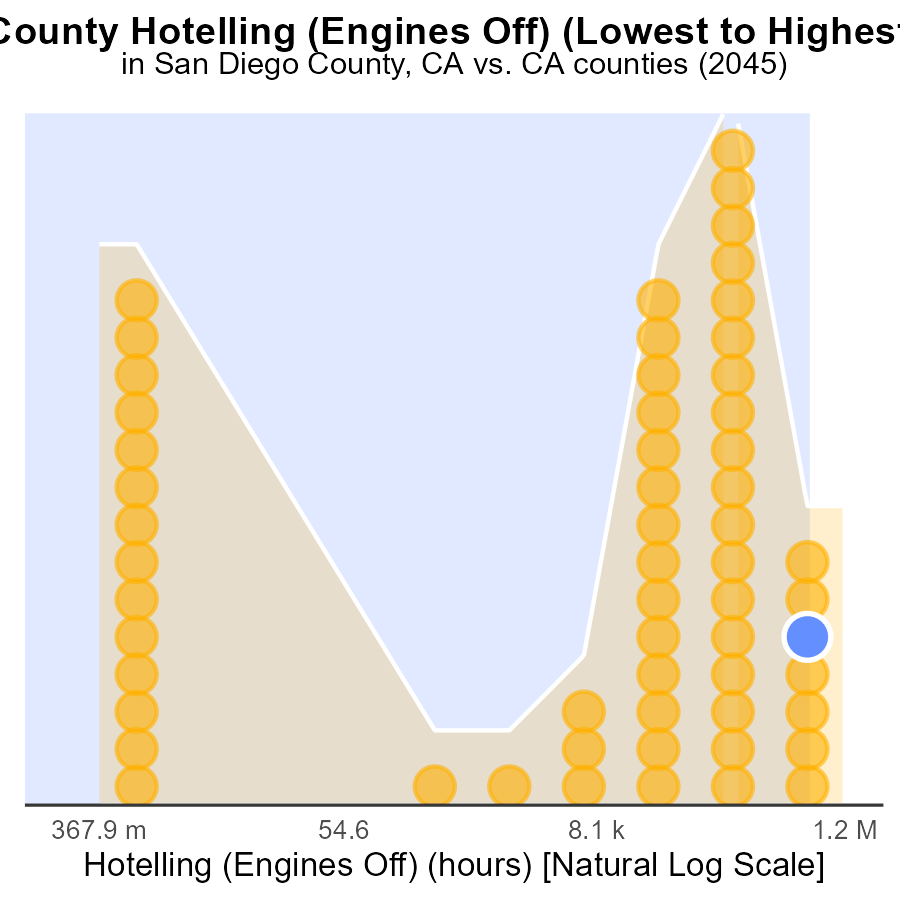 County Hotelling (Engines Off) (Lowest to Highest
in San Diego County, CA vs. CA counties (2045)
367.9 m 54.6 8.1 k 1.2 M
Hotelling (Engines Off) (hours) [Natural Log Scale]